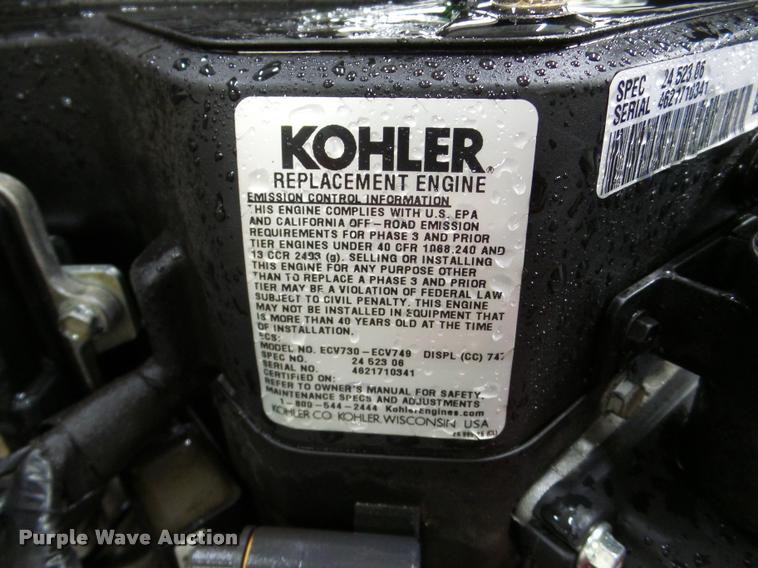 KOHLER®
REPLACEMENT ENGINE
EMISSION CONTROL INFORMATION
THIS ENGINE COMPLIES WITH U.S. EPA
AND CALIFORNIA OFF-ROAD EMISSION
REQUIREMENTS FOR PHASE 3 AND PRIOR
TIER ENGINES UNDER 40 CFR 1068.240 AND
13 CCR 2403 (g). SELLING OR INSTALLING
THIS ENGINE FOR ANY PURPOSE OTHER
THAN TO REPLACE A PHASE 3 AND PRIOR
TIER MAY BE A VIOLATION OF FEDERAL LAW
SUBJECT TO CIVIL PENALTY. THIS ENGINE
MAY NOT BE INSTALLED IN EQUIPMENT THAT
IS MORE THAN 40 YEARS OLD AT THE TIME
OF INSTALLATION.
ECS:
MODEL NO. ECV730-ECV749 DISPL (CC) 747
SPEC NO. 24 523 06
SERIAL NO. 4621710341
CERTIFIED ON:
REFER TO OWNER'S MANUAL FOR SAFETY,
MAINTENANCE SPECS AND ADJUSTMENTS
1-800-544-2444 Kohlerengines.com
KOHLER CO. KOHLER, WISCONSIN, USA
SPEC 24 523 06
SERIAL 4621710341
Purple Wave Auction